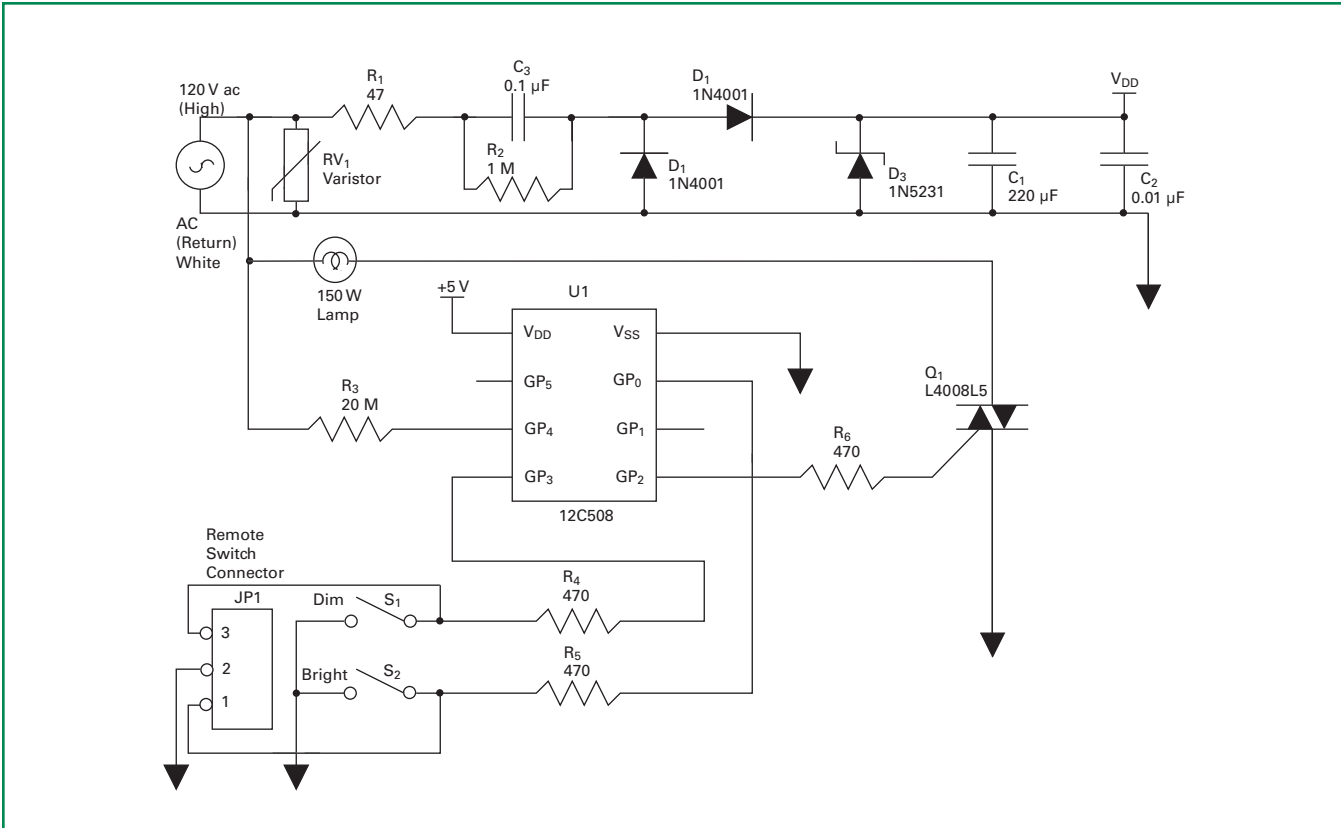 120 V ac
(High)
AC
(Return)
White
RV1
Varistor
R1
47
C3
0.1 µF
R2
1 M
D1
1N4001
D1
1N4001
D3
1N5231
C1
220 µF
VDD
C2
0.01 µF
150 W
Lamp
+5 V
U1
VDD
VSS
GP5
GP0
GP4
GP1
GP3
GP2
12C508
R3
20 M
Q1
L4008L5
R6
470
Remote
Switch
Connector
JP1
3
2
1
Dim
S1
Bright
S2
R4
470
R5
470